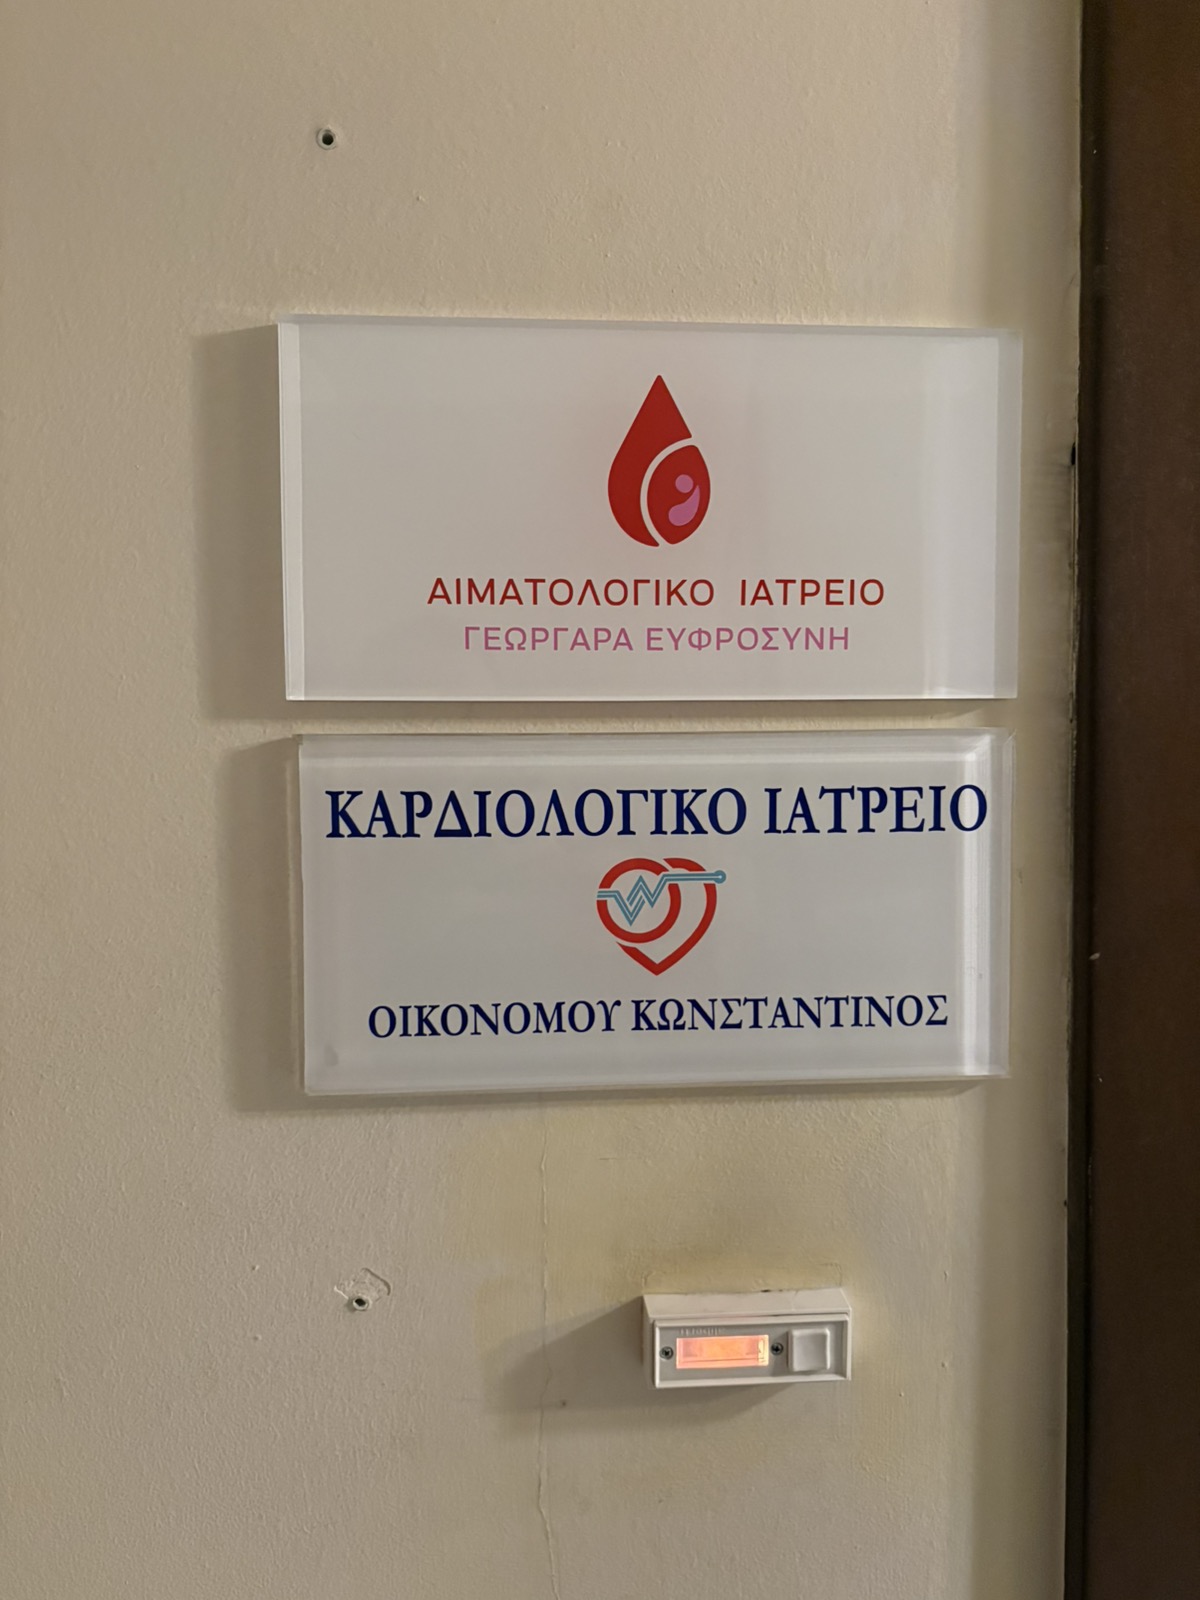 ΑΙΜΑΤΟΛΟΓΙΚΟ ΙΑΤΡΕΙΟ
ΓΕΩΡΓΑΡΑ ΕΥΦΡΟΣΥΝΗ
ΚΑΡΔΙΟΛΟΓΙΚΟ ΙΑΤΡΕΙΟ
ΟΙΚΟΝΟΜΟΥ ΚΩΝΣΤΑΝΤΙΝΟΣ